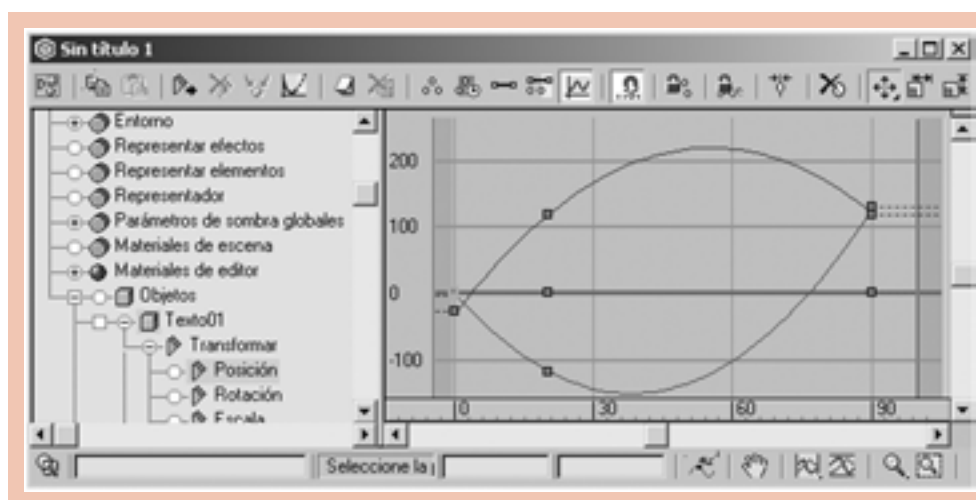 Sin título 1
Entorno
Representar efectos
Representar elementos
Representador
Parámetros de sombra globales
Materiales de escena
Materiales de editor
Objetos
Texto01
Transformar
Posición
Rotación
Escala
200
100
0
-100
0 30 60 90
Seleccione la